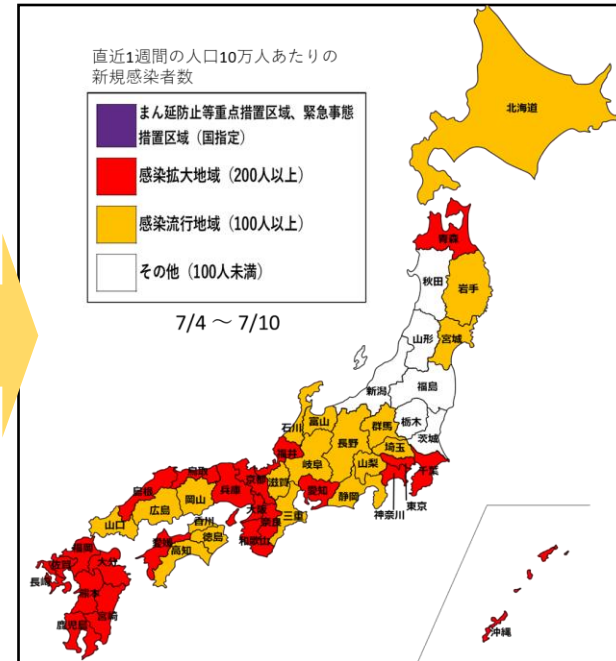 直近1週間の人口10万人あたりの
新規感染者数
まん延防止等重点措置区域、緊急事態
措置区域（国指定）
感染拡大地域（200人以上）
感染流行地域（100人以上）
その他（100人未満）
7/4 ～ 7/10
北海道
青森
秋田
岩手
山形
宮城
新潟
福島
栃木
茨城
群馬
埼玉
千葉
東京
神奈川
石川
富山
長野
福井
岐阜
山梨
静岡
愛知
滋賀
三重
京都
大阪
奈良
和歌山
兵庫
鳥取
島根
岡山
広島
山口
香川
徳島
愛媛
高知
福岡
佐賀
長崎
大分
熊本
宮崎
鹿児島
沖縄